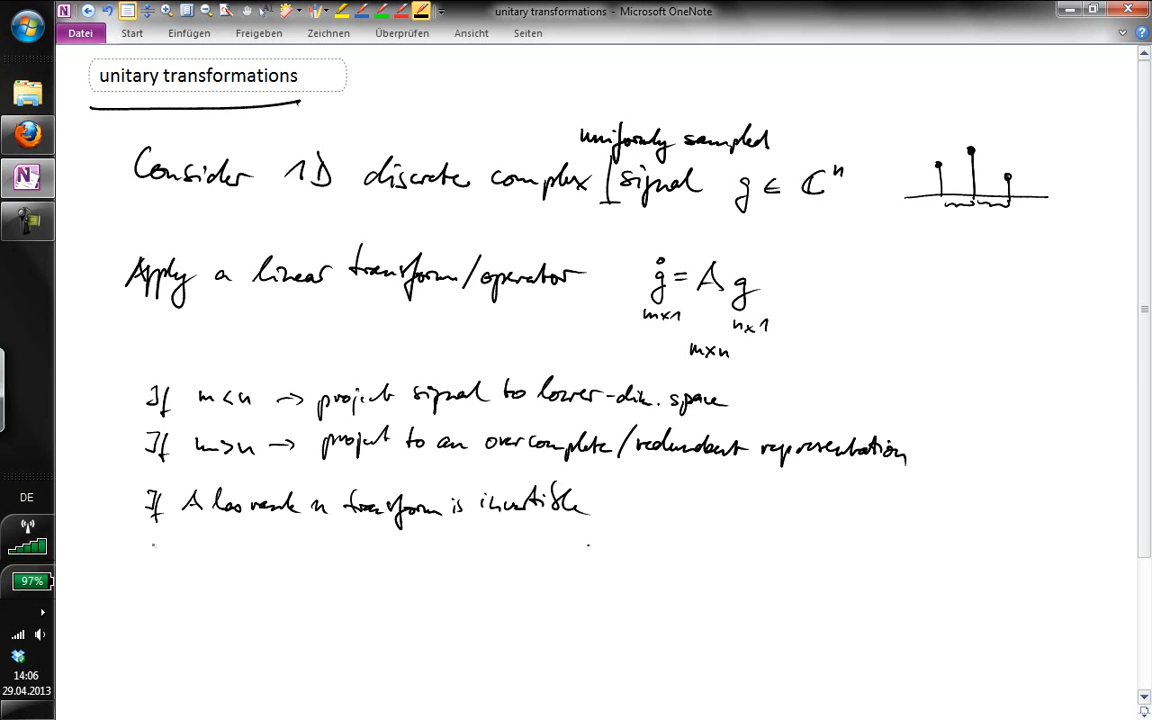 unitary transformations - Microsoft OneNote
Datei Start Einfügen Freigeben Zeichnen Überprüfen Ansicht Seiten
unitary transformations
uniformly sampled
Consider 1D discrete complex signal g ∈ ℂⁿ
Apply a linear transform/operator g̊ = A g
m×1 n×1
m×n
If m<n → project signal to lower-dim. space
If m>n → project to an overcomplete/redundant representation
If A has rank n transform is invertible
DE
97%
14:06
29.04.2013